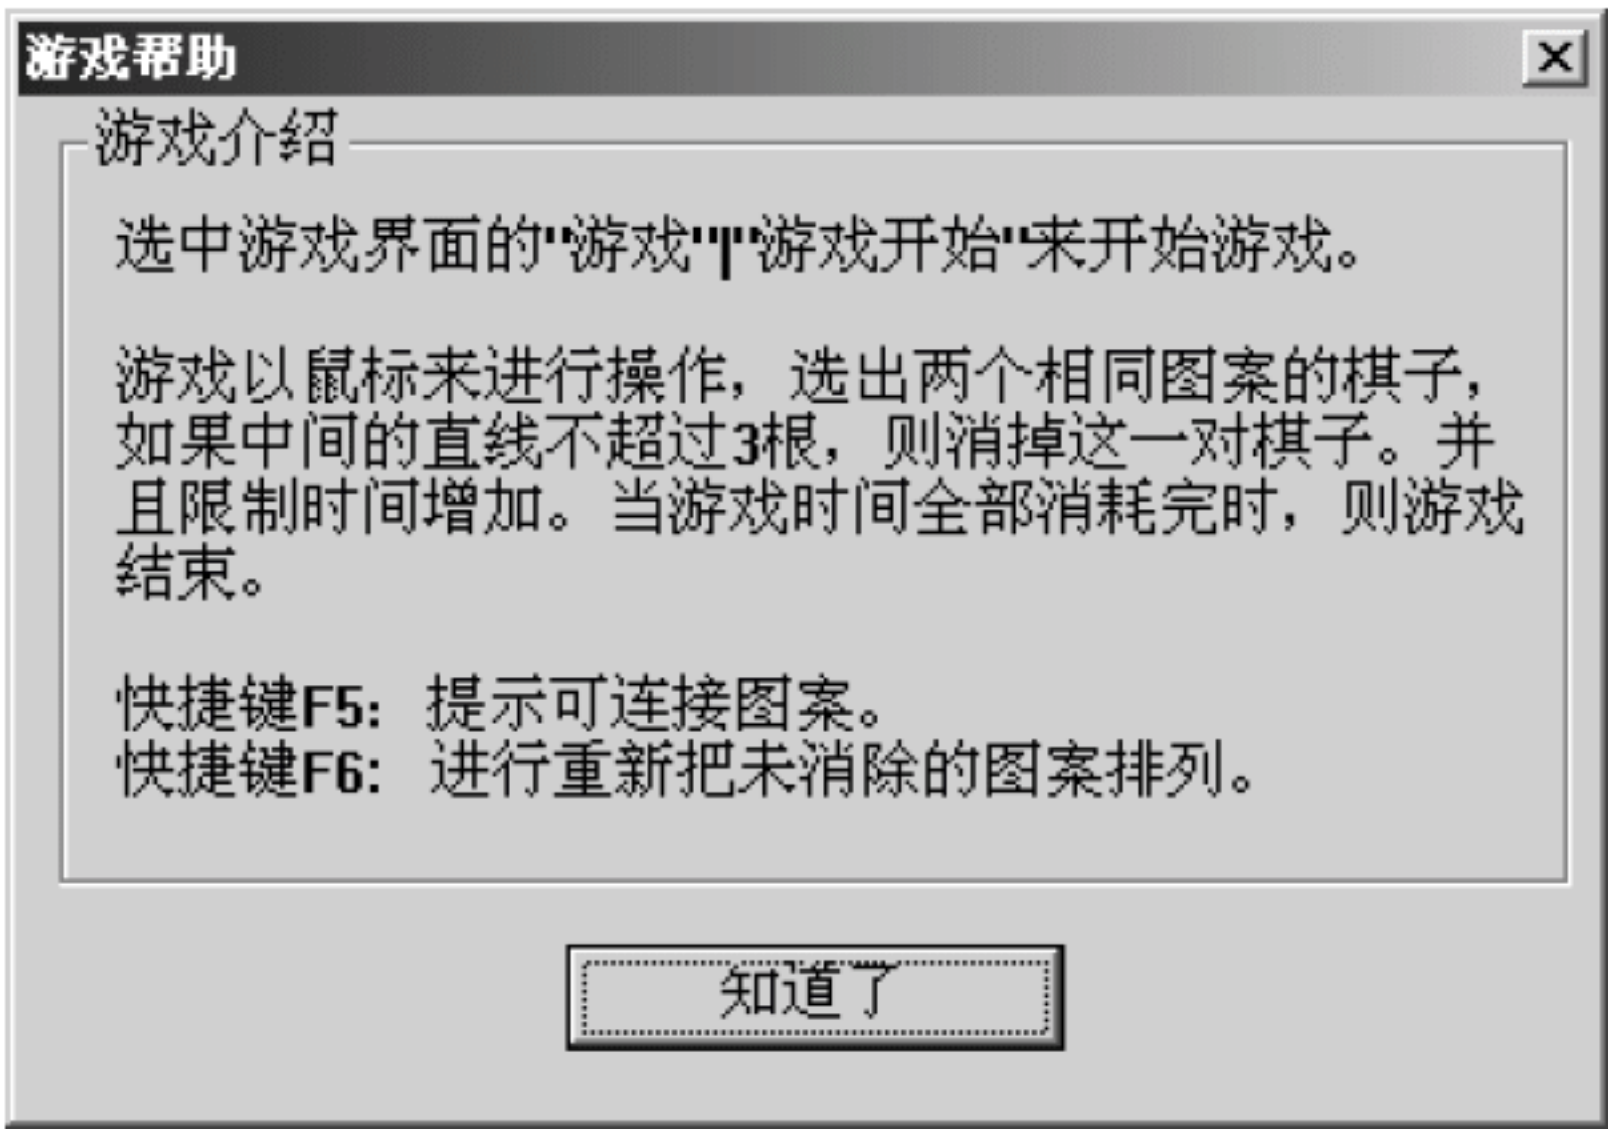 游戏帮助
游戏介绍
选中游戏界面的"游戏"|"游戏开始"来开始游戏。
游戏以鼠标来进行操作，选出两个相同图案的棋子，
如果中间的直线不超过3根，则消掉这一对棋子。并
且限制时间增加。当游戏时间全部消耗完时，则游戏
结束。
快捷键F5：提示可连接图案。
快捷键F6：进行重新把未消除的图案排列。
知道了